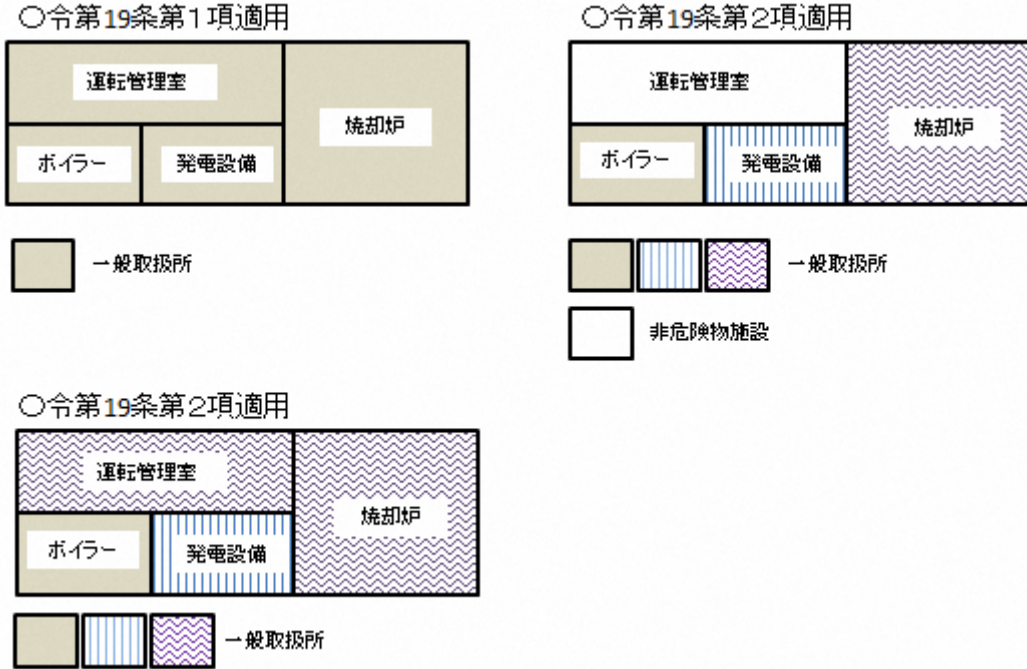 ○令第19条第1項適用
運転管理室
焼却炉
ボイラー
発電設備
一般取扱所
○令第19条第2項適用
運転管理室
焼却炉
ボイラー
発電設備
一般取扱所
非危険物施設
○令第19条第2項適用
運転管理室
焼却炉
ボイラー
発電設備
一般取扱所